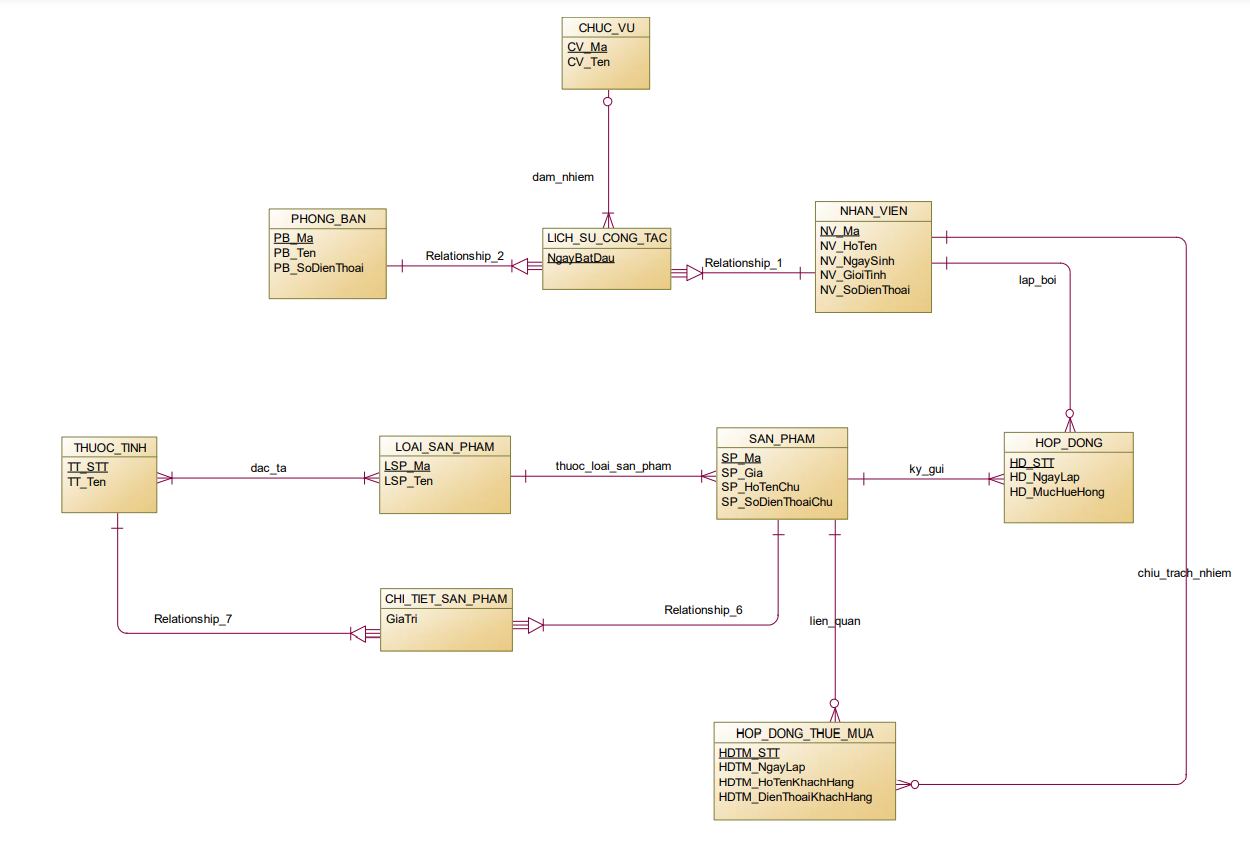 CHUC_VU
CV_Ma
CV_Ten
dam_nhiem
PHONG_BAN
PB_Ma
PB_Ten
PB_SoDienThoai
Relationship_2
LICH_SU_CONG_TAC
NgayBatDau
Relationship_1
NHAN_VIEN
NV_Ma
NV_HoTen
NV_NgaySinh
NV_GioiTinh
NV_SoDienThoai
lap_boi
THUOC_TINH
TT_STT
TT_Ten
dac_ta
LOAI_SAN_PHAM
LSP_Ma
LSP_Ten
thuoc_loai_san_pham
SAN_PHAM
SP_Ma
SP_Gia
SP_HoTenChu
SP_SoDienThoaiChu
ky_gui
HOP_DONG
HD_STT
HD_NgayLap
HD_MucHueHong
chiu_trach_nhiem
Relationship_7
CHI_TIET_SAN_PHAM
GiaTri
Relationship_6
lien_quan
HOP_DONG_THUE_MUA
HDTM_STT
HDTM_NgayLap
HDTM_HoTenKhachHang
HDTM_DienThoaiKhachHang